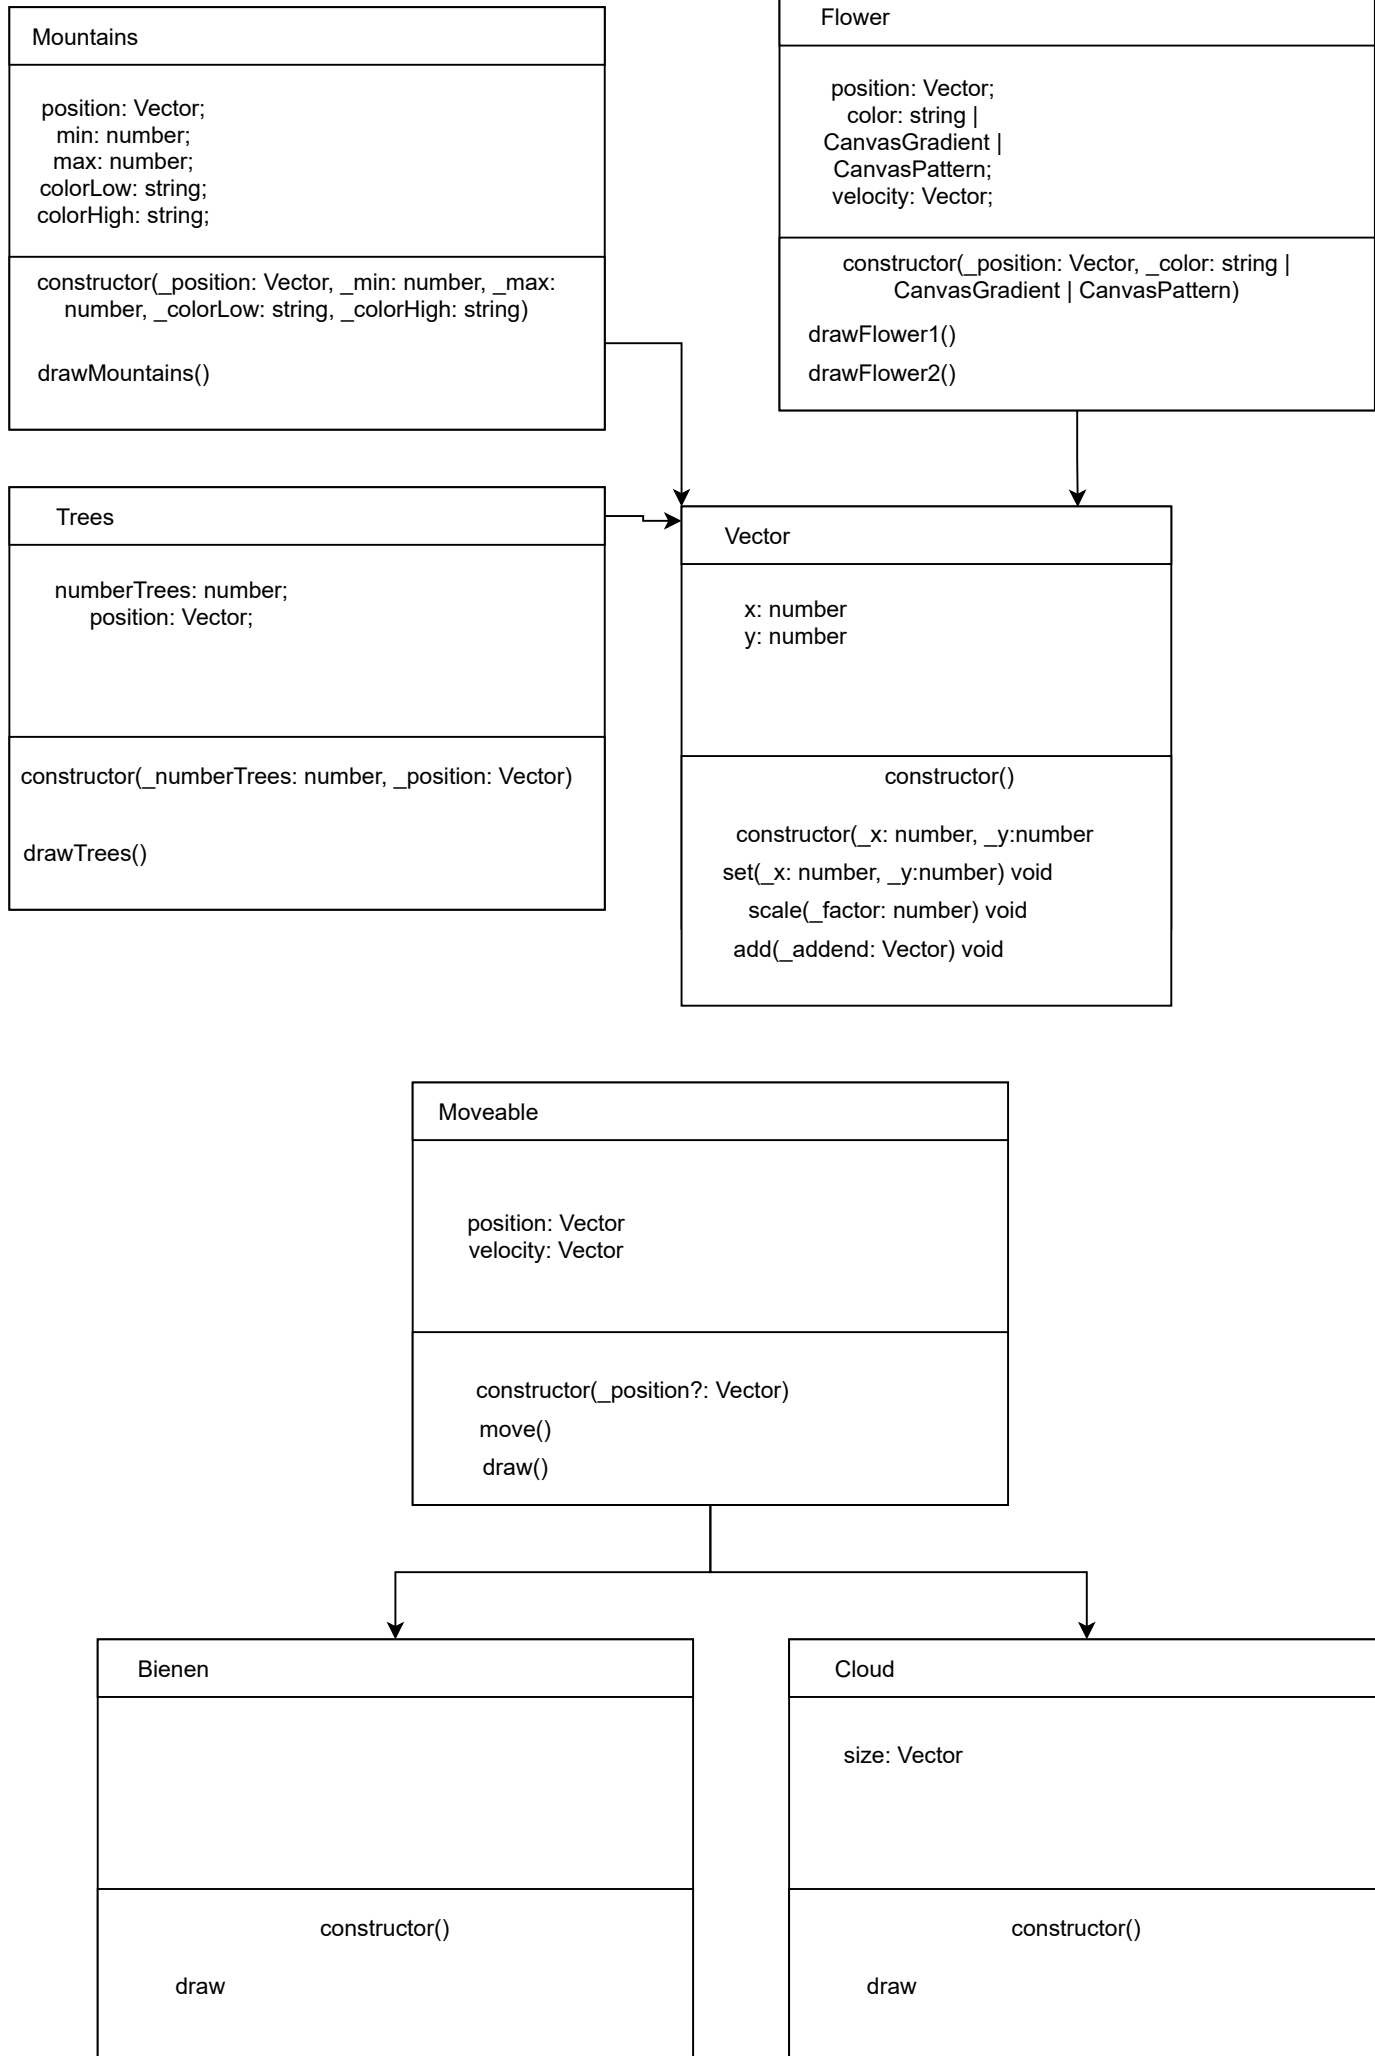 Mountains
position: Vector;
min: number;
max: number;
colorLow: string;
colorHigh: string;
constructor(_position: Vector, _min: number, _max:
number, _colorLow: string, _colorHigh: string)
drawMountains()
Flower
position: Vector;
color: string |
CanvasGradient |
CanvasPattern;
velocity: Vector;
constructor(_position: Vector, _color: string |
CanvasGradient | CanvasPattern)
drawFlower1()
drawFlower2()
Trees
numberTrees: number;
position: Vector;
constructor(_numberTrees: number, _position: Vector)
drawTrees()
Vector
x: number
y: number
constructor()
constructor(_x: number, _y:number
set(_x: number, _y:number) void
scale(_factor: number) void
add(_addend: Vector) void
Moveable
position: Vector
velocity: Vector
constructor(_position?: Vector)
move()
draw()
Bienen
constructor()
draw
Cloud
size: Vector
constructor()
draw